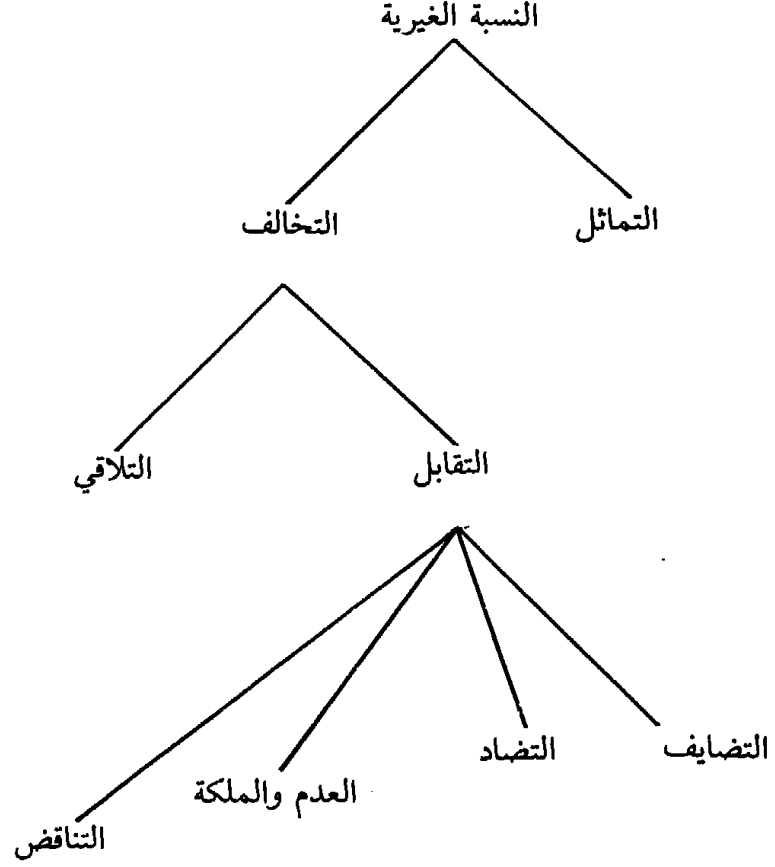 النسبة الغيرية
التماثل
التخالف
التقابل
التلاقي
التضايف
التضاد
العدم والملكة
التناقض